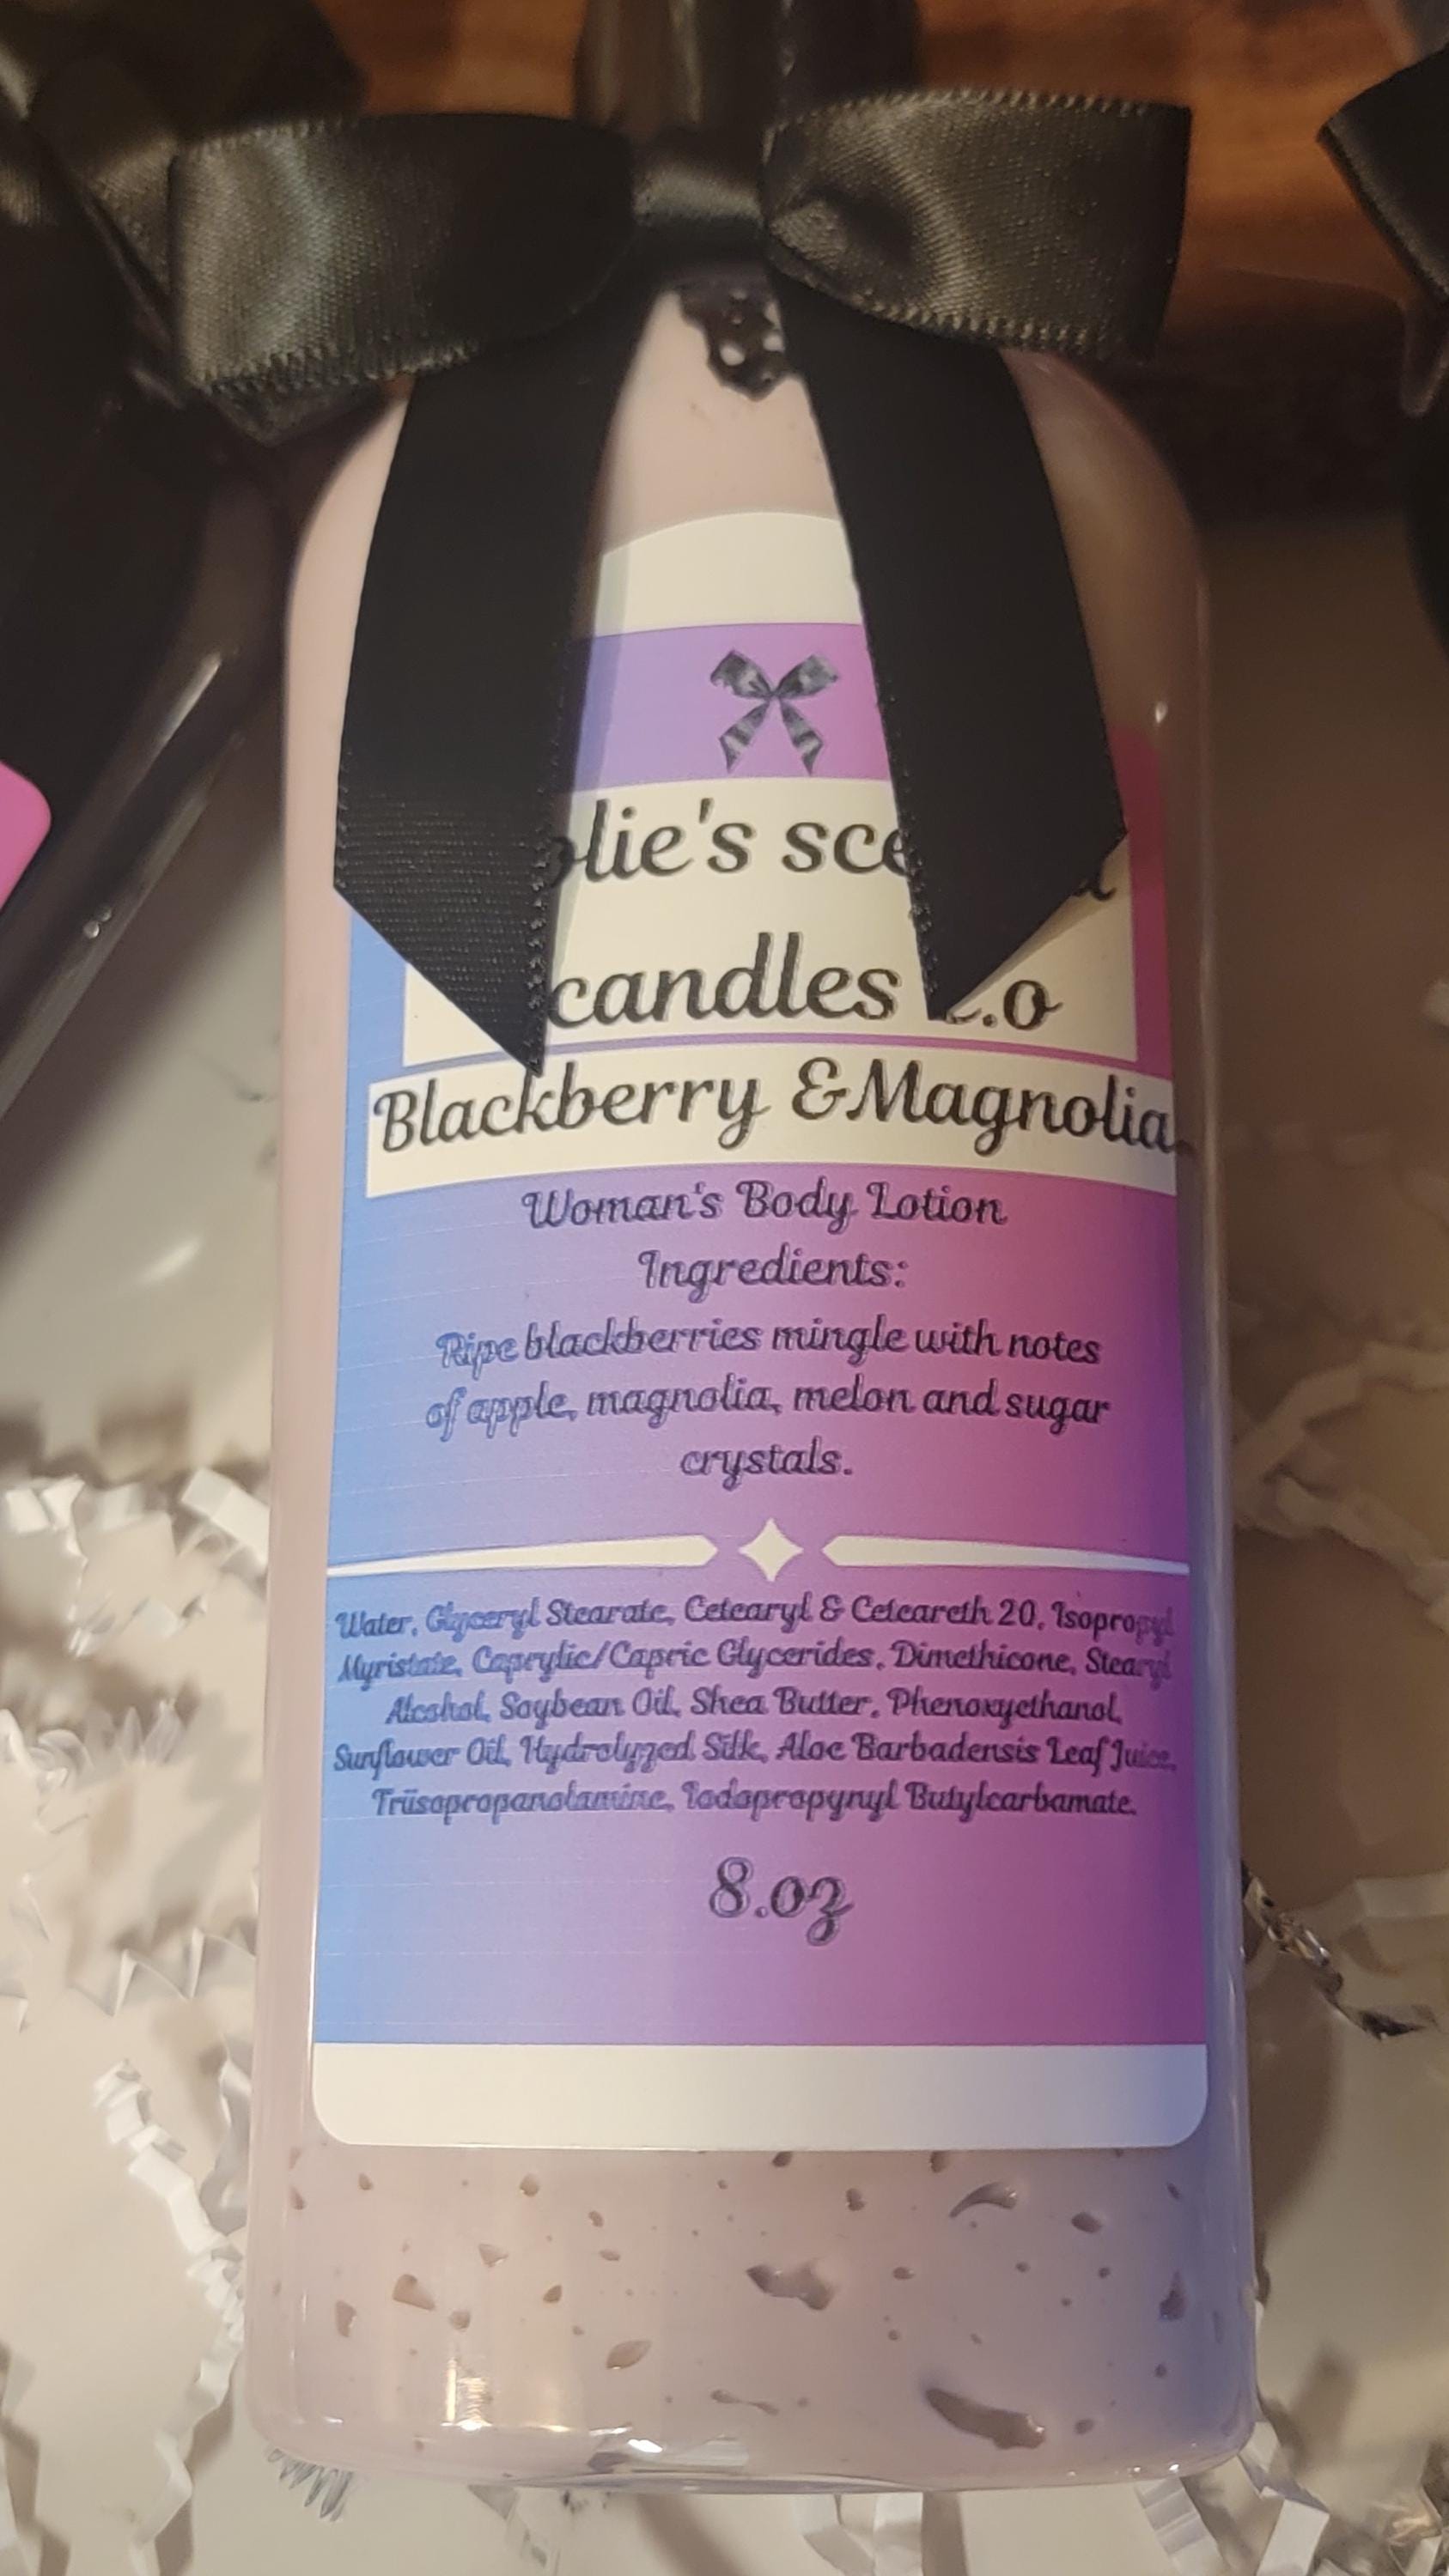 olie's sce
candles .o
Blackberry &Magnolia
Woman's Body Lotion
Ingredients:
Ripe blackberries mingle with notes
of apple, magnolia, melon and sugar
crystals.
Water, Glyceryl Stearate, Cetearyl & Ceteareth 20, Isopropyl
Myristate, Caprylic/Capric Glycerides, Dimethicone, Stearyl
Alcohol, Soybean Oil, Shea Butter, Phenoxyethanol,
Sunflower Oil, Hydrolyzed Silk, Aloe Barbadensis Leaf Juice,
Triisopropanolamine, Iodopropynyl Butylcarbamate.
8.oz